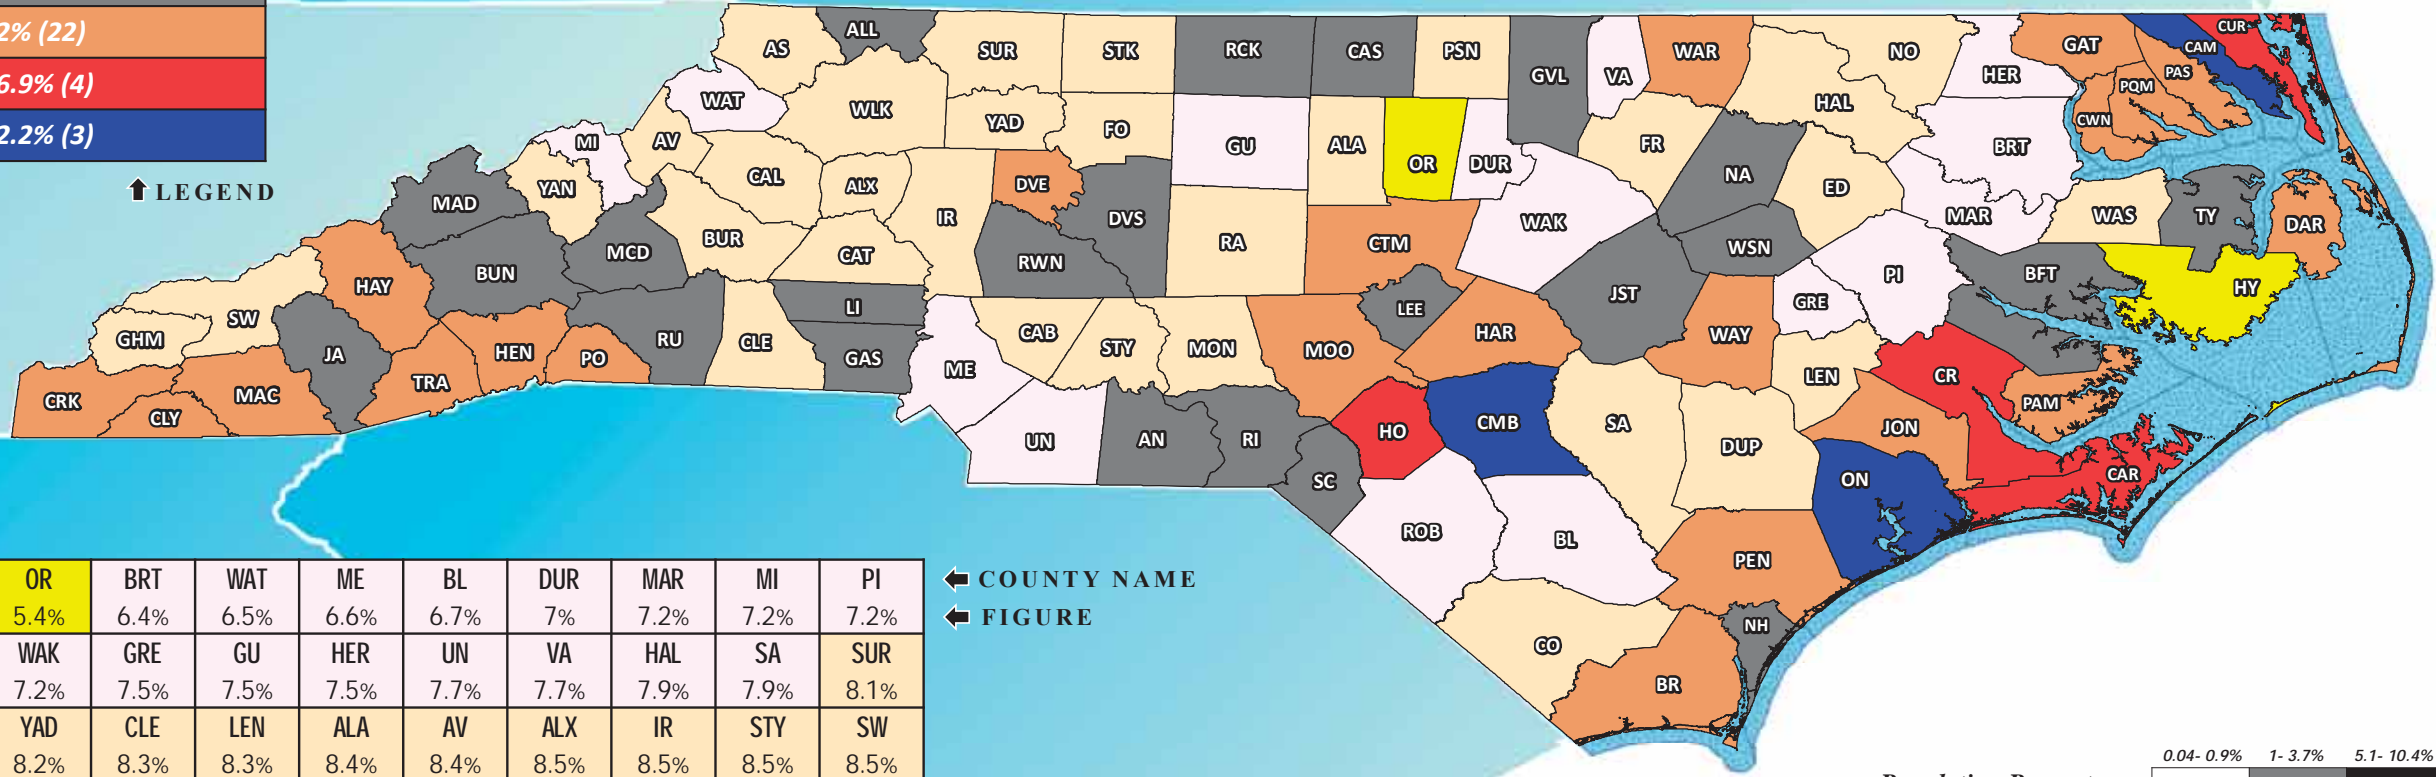 2% (22)
6.9% (4)
2.2% (3)
LEGEND
AS ALL SUR STK RCK CAS PSN GVL VA WAR NO HER GAT CAM CUR
WAT WLK YAD FO GU ALA OR DUR FR HAL BRT CWN PQM PAS
MI AV YAN CAL ALX IR DVE DVS RA CTM WAK NA ED MAR WAS TY DAR
MAD BUN MCD BUR CAT RWN LEE JST WSN PI BFT HY
HAY SW GHM JA HEN PO RU CLE LI GAS ME CAB STY MON MOO HAR WAY GRE LEN CR PAM
CRK CLY MAC TRA UN AN RI SC HO CMB SA DUP JON ON CAR
ROB BL PEN
CO BR NH
OR BRT WAT ME BL DUR MAR MI PI
5.4% 6.4% 6.5% 6.6% 6.7% 7% 7.2% 7.2% 7.2%
COUNTY NAME
FIGURE
WAK GRE GU HER UN VA HAL SA SUR
7.2% 7.5% 7.5% 7.5% 7.7% 7.7% 7.9% 7.9% 8.1%
YAD CLE LEN ALA AV ALX IR STY SW
8.2% 8.3% 8.3% 8.4% 8.4% 8.5% 8.5% 8.5% 8.5%
0.04- 0.9% 1- 3.7% 5.1- 10.4%